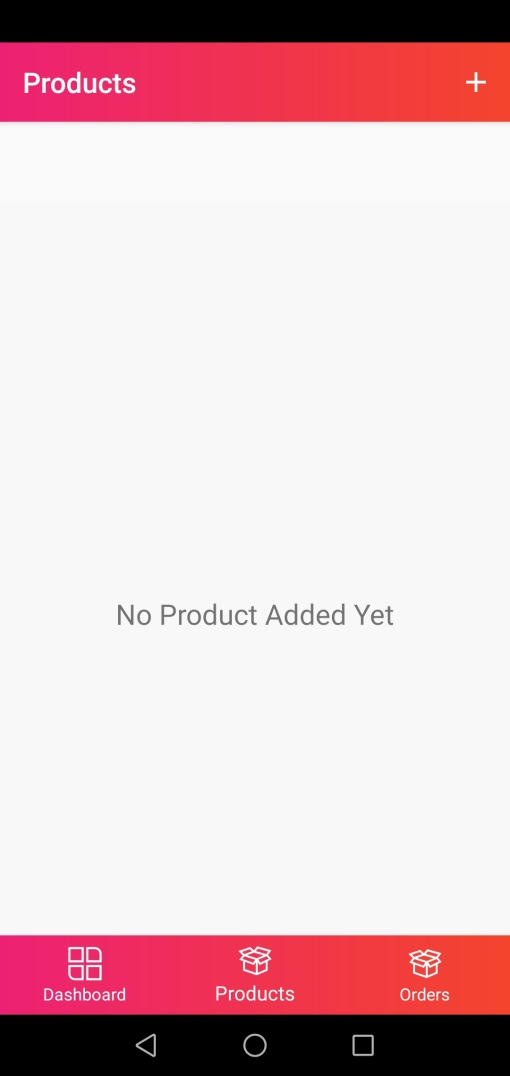 Products
No Product Added Yet
Dashboard
Products
Orders